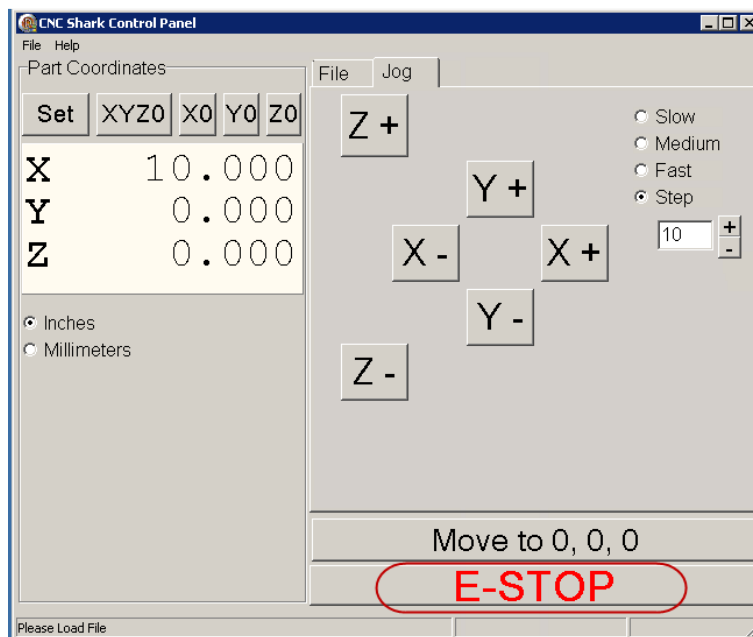 CNC Shark Control Panel
File Help
Part Coordinates
Set XYZ0 X0 Y0 Z0
X 10.000
Y 0.000
Z 0.000
Inches
Millimeters
File Jog
Z +
Y +
X - X +
Y -
Z -
Slow
Medium
Fast
Step
10 + -
Move to 0, 0, 0
E-STOP
Please Load File